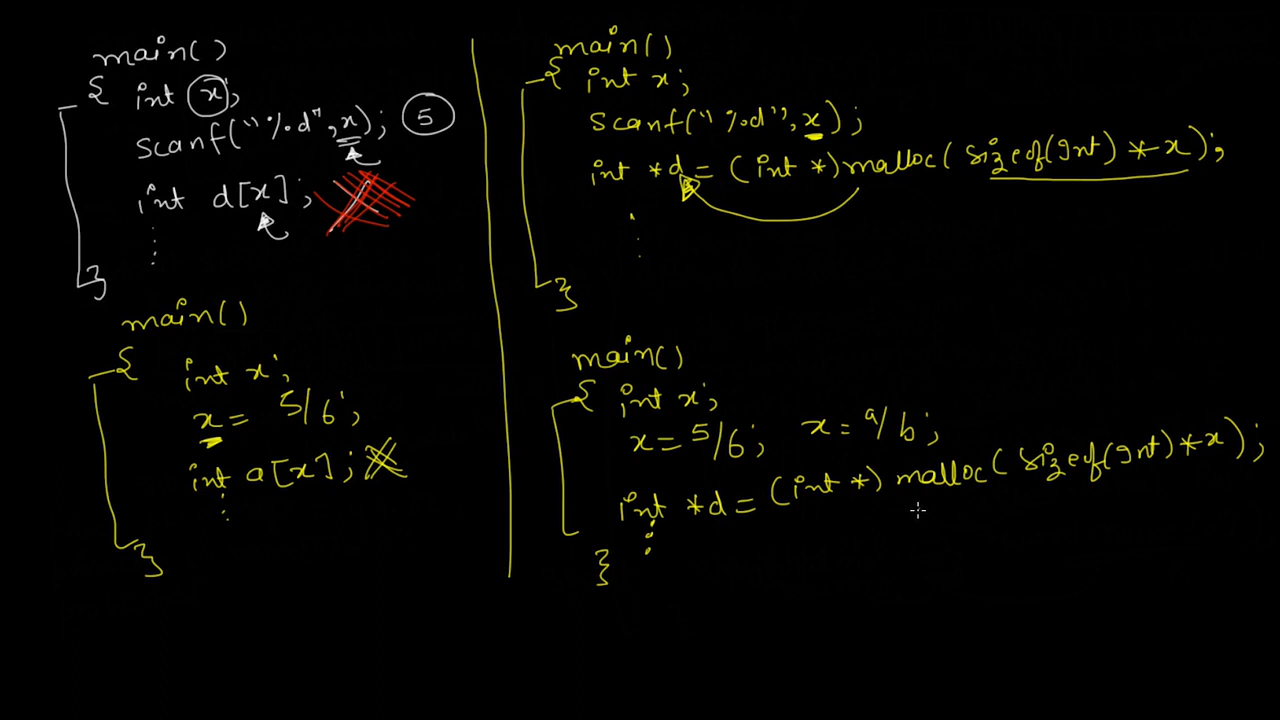 main()
{ int x;
scanf("%d", x); 5
int d[x];
}
main()
{ int x;
x = 5/6;
int a[x];
}
main()
{ int x;
scanf("%d", x);
int *d = (int *)malloc(sizeof(Int) * x);
}
main()
{ int x;
x = 5/6; x = a/b;
int *d = (int *) malloc(sizeof(Int) * x);
}